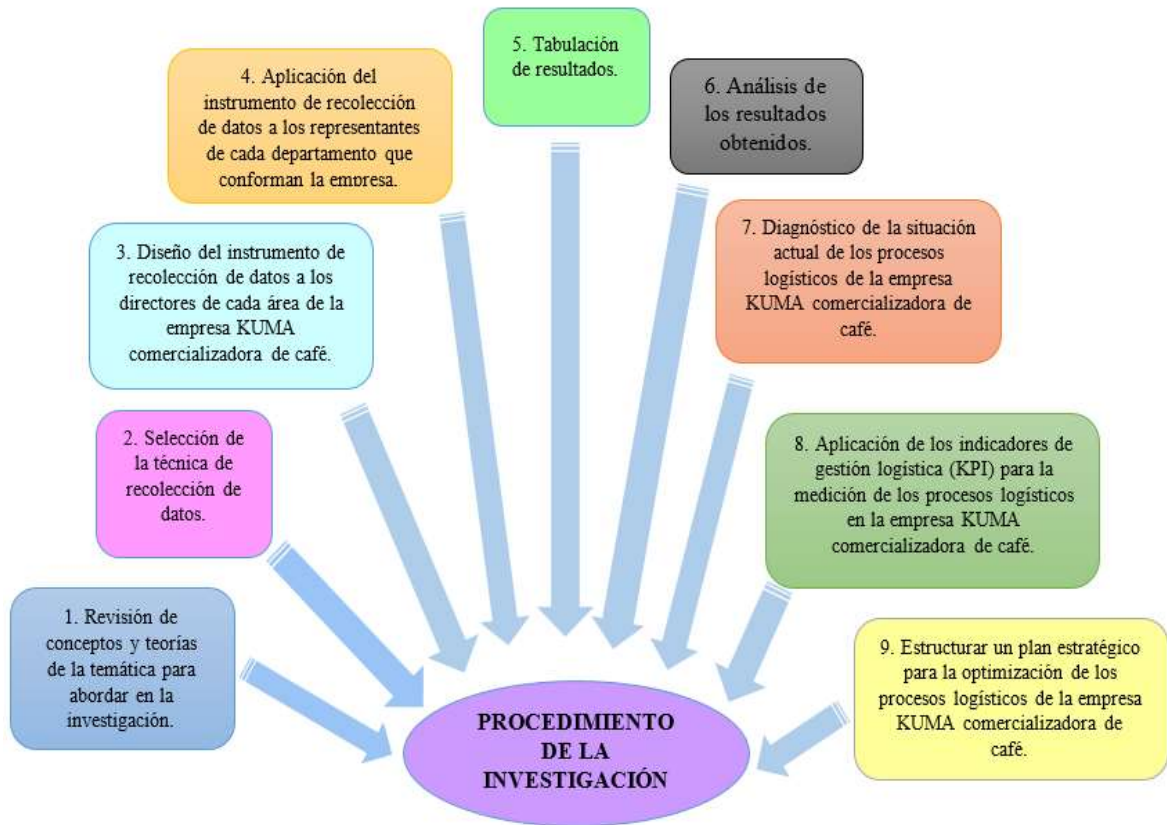 1. Revisión de
conceptos y teorías
de la temática para
abordar en la
investigación.
2. Selección de
la técnica de
recolección de
datos.
3. Diseño del instrumento de
recolección de datos a los
directores de cada área de la
empresa KUMA
comercializadora de café.
4. Aplicación del
instrumento de recolección
de datos a los representantes
de cada departamento que
conforman la empresa.
5. Tabulación
de resultados.
6. Análisis de
los resultados
obtenidos.
7. Diagnóstico de la situación
actual de los procesos
logísticos de la empresa
KUMA comercializadora de
café.
8. Aplicación de los indicadores de
gestión logística (KPI) para la
medición de los procesos logísticos
en la empresa KUMA
comercializadora de café.
9. Estructurar un plan estratégico
para la optimización de los
procesos logísticos de la empresa
KUMA comercializadora de
café.
PROCEDIMIENTO
DE LA
INVESTIGACIÓN